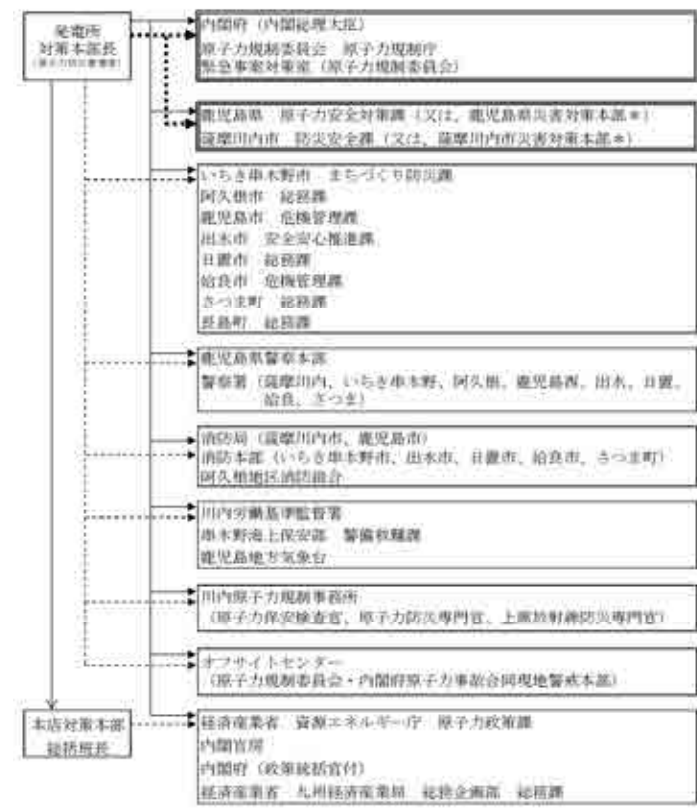 発電所
対策本部長
(原子力防災管理者)
内閣府(内閣総理大臣)
原子力規制委員会 原子力規制庁
緊急事案対策室(原子力規制委員会)
鹿児島県 原子力安全対策課(又は、鹿児島県災害対策本部*)
薩摩川内市 防災安全課(又は、薩摩川内市災害対策本部*)
いちき串木野市 まちづくり防災課
阿久根市 総務課
鹿児島市 危機管理課
出水市 安全安心推進課
日置市 総務課
姶良市 危機管理課
さつま町 総務課
長島町 総務課
鹿児島県警察本部
警察署(薩摩川内、いちき串木野、阿久根、鹿児島西、出水、日置、
姶良、さつま)
消防局(薩摩川内市、鹿児島市)
消防本部(いちき串木野市、出水市、日置市、姶良市、さつま町)
阿久根地区消防組合
川内労働基準監督署
串木野海上保安部 警備救難課
鹿児島地方気象台
川内原子力規制事務所
(原子力保安検査官、原子力防災専門官、上席放射線防災専門官)
オフサイトセンター
(原子力規制委員会・内閣府原子力事故合同現地警戒本部)
本店対策本部
総括班長
経済産業省 資源エネルギー庁 原子力政策課
内閣官房
内閣府(政策統括官付)
経済産業省 九州経済産業局 総務企画部 総務課